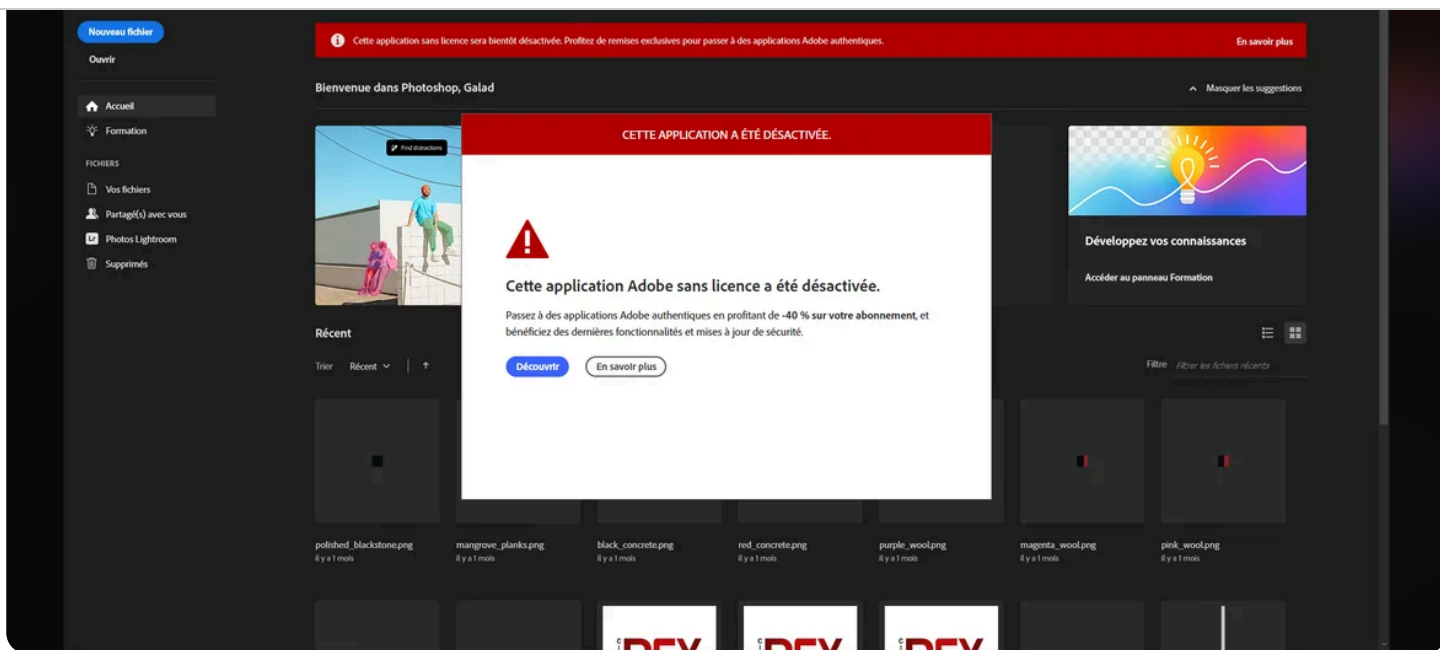 Nouveau fichier
Cette application sans licence sera bientôt désactivée. Profitez de remises exclusives pour passer à des applications Adobe authentiques.
En savoir plus
Ouvrir
Bienvenue dans Photoshop, Galad
Masquer les suggestions
Accueil
Formation
FICHIERS
Vos fichiers
Partagé(s) avec vous
Lr Photos Lightroom
Supprimés
Find distractions
CETTE APPLICATION A ÉTÉ DÉSACTIVÉE.
Cette application Adobe sans licence a été désactivée.
Passez à des applications Adobe authentiques en profitant de -40 % sur votre abonnement, et
bénéficiez des dernières fonctionnalités et mises à jour de sécurité.
Découvrir
En savoir plus
Développez vos connaissances
Accéder au panneau Formation
Récent
Trier Récent
Filtre Filtrer les fichiers récents
polished_blackstone.png
il y a 1 mois
mangrove_planks.png
il y a 1 mois
black_concrete.png
il y a 1 mois
red_concrete.png
il y a 1 mois
purple_wool.png
il y a 1 mois
magenta_wool.png
il y a 1 mois
pink_wool.png
il y a 1 mois